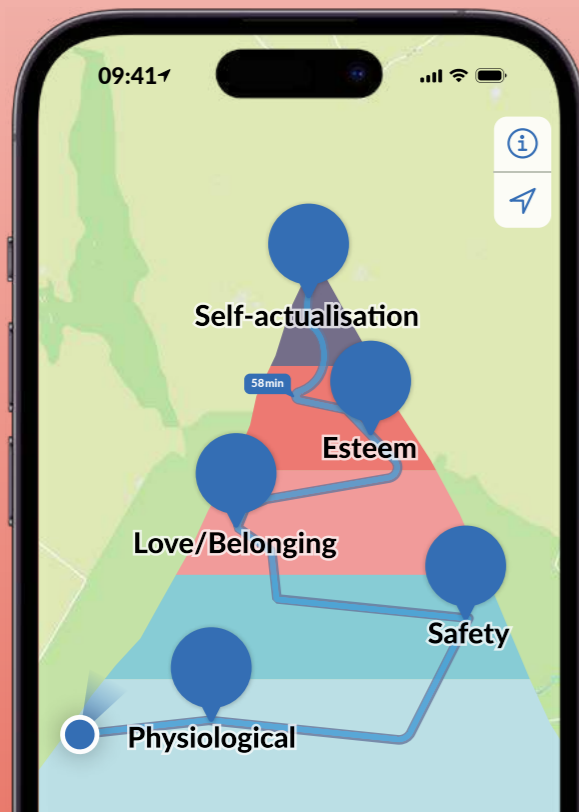 09:41
Self-actualisation
58min
Esteem
Love/Belonging
Safety
Physiological